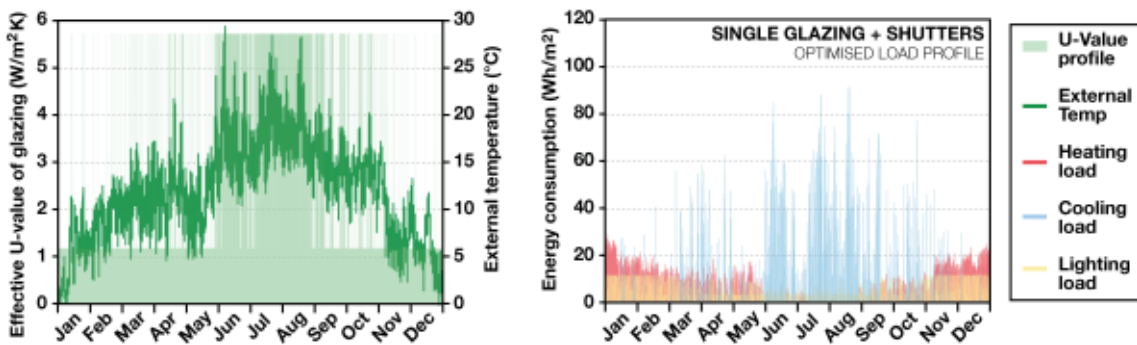 Effective U-value of glazing (W/m² K)
6
5
4
3
2
1
0
30
25
20
15
10
5
0
External temperature (°C)
Jan Feb Mar Apr May Jun Jul Aug Sep Oct Nov Dec
Energy consumption (Wh/m2)
120
100
80
60
40
20
0
SINGLE GLAZING + SHUTTERS
OPTIMISED LOAD PROFILE
Jan Feb Mar Apr May Jun Jul Aug Sep Oct Nov Dec
U-Value
profile
External
Temp
Heating
load
Cooling
load
Lighting
load